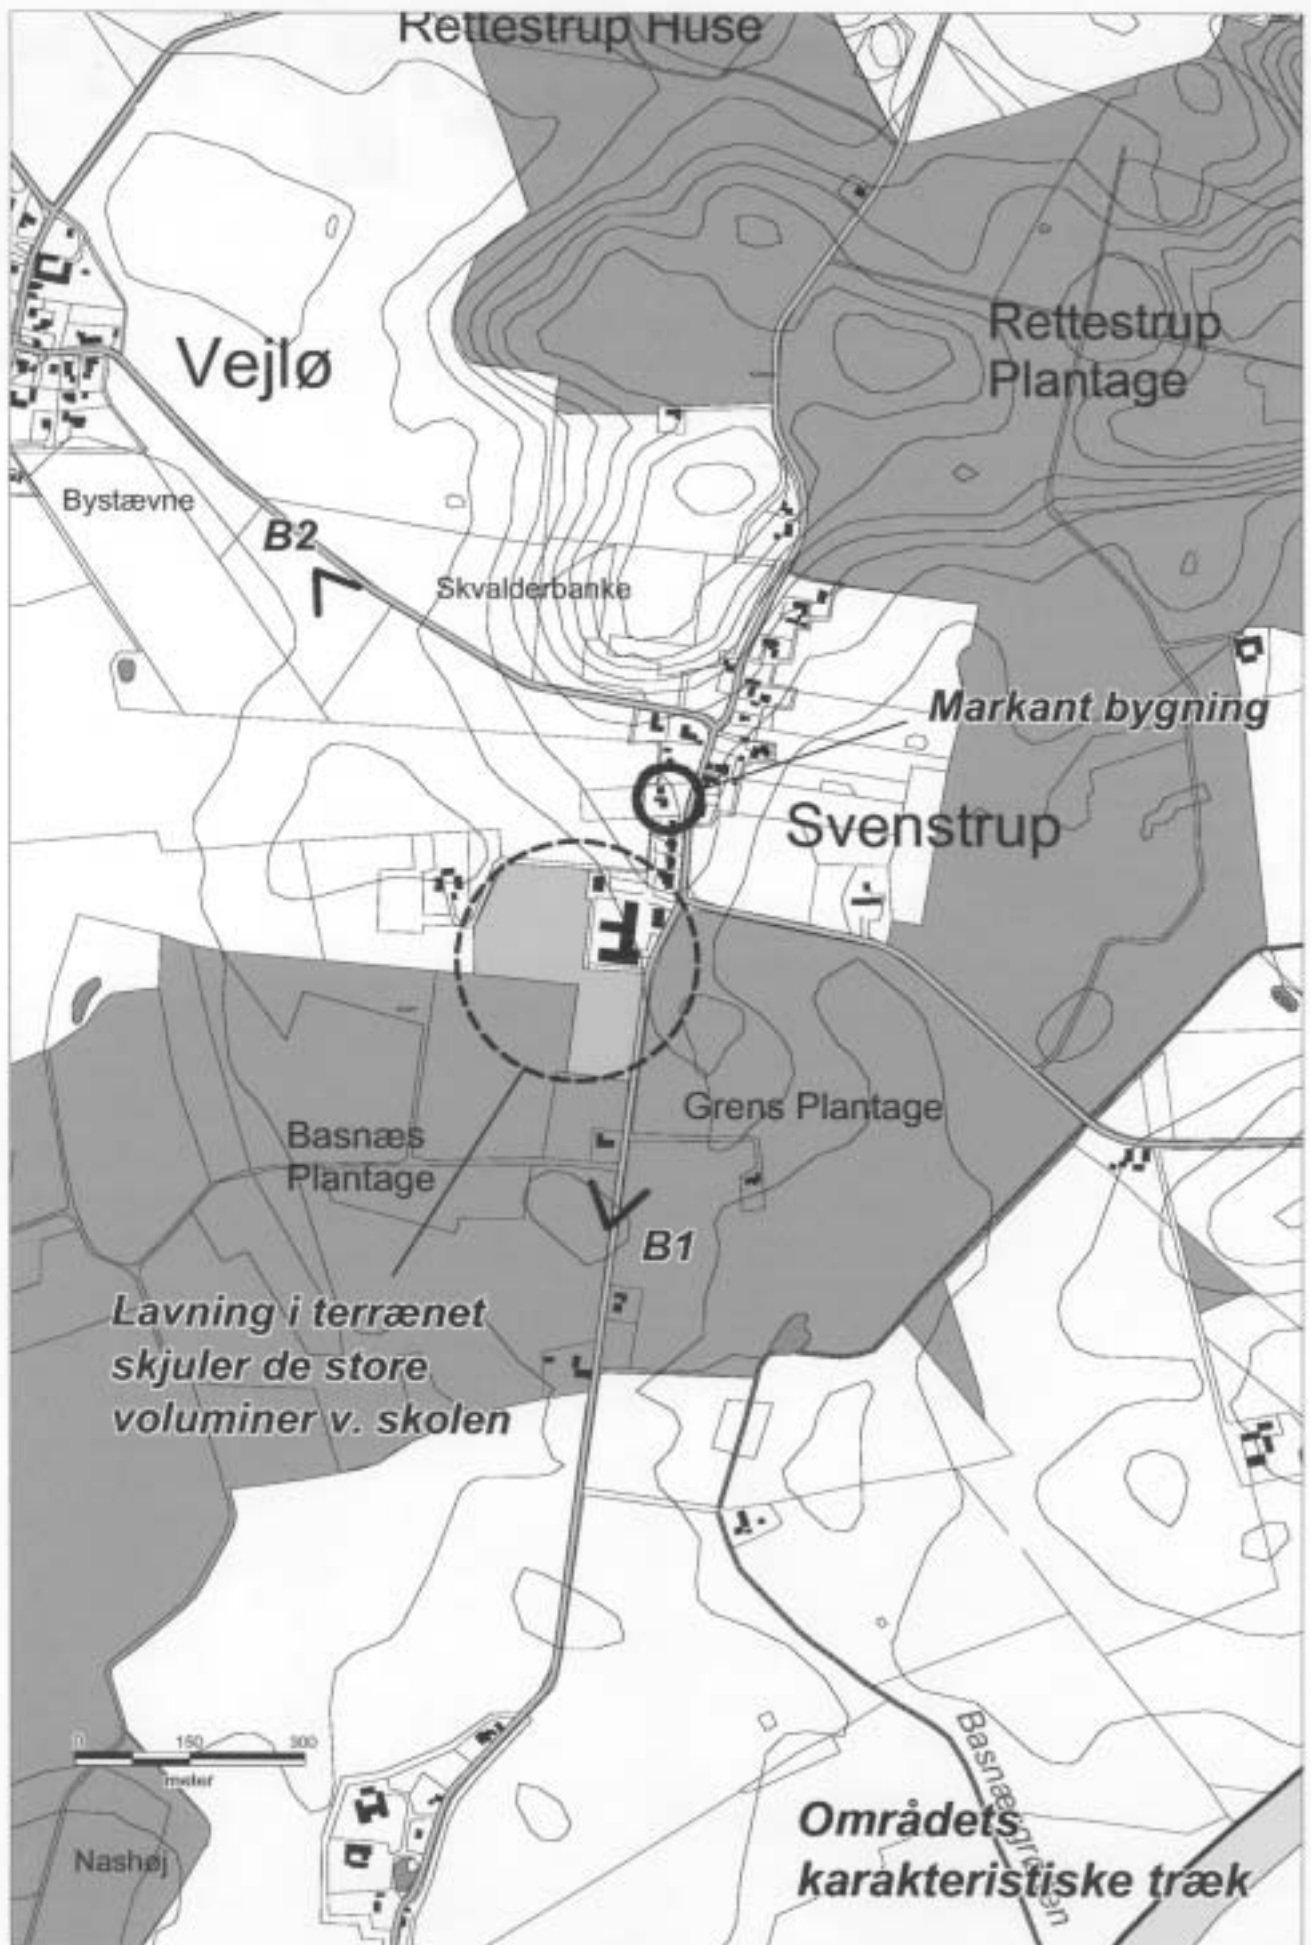 Rettestrup Huse
Rettestrup
Plantage
Vejlø
Bystævne
B2
Skvalderbanke
Markant bygning
Svenstrup
Grens Plantage
Basnæs
Plantage
B1
Lavning i terrænet
skjuler de store
voluminer v. skolen
0 150 300
meter
Nashøj
Basnæsgrøften
Områdets
karakteristiske træk